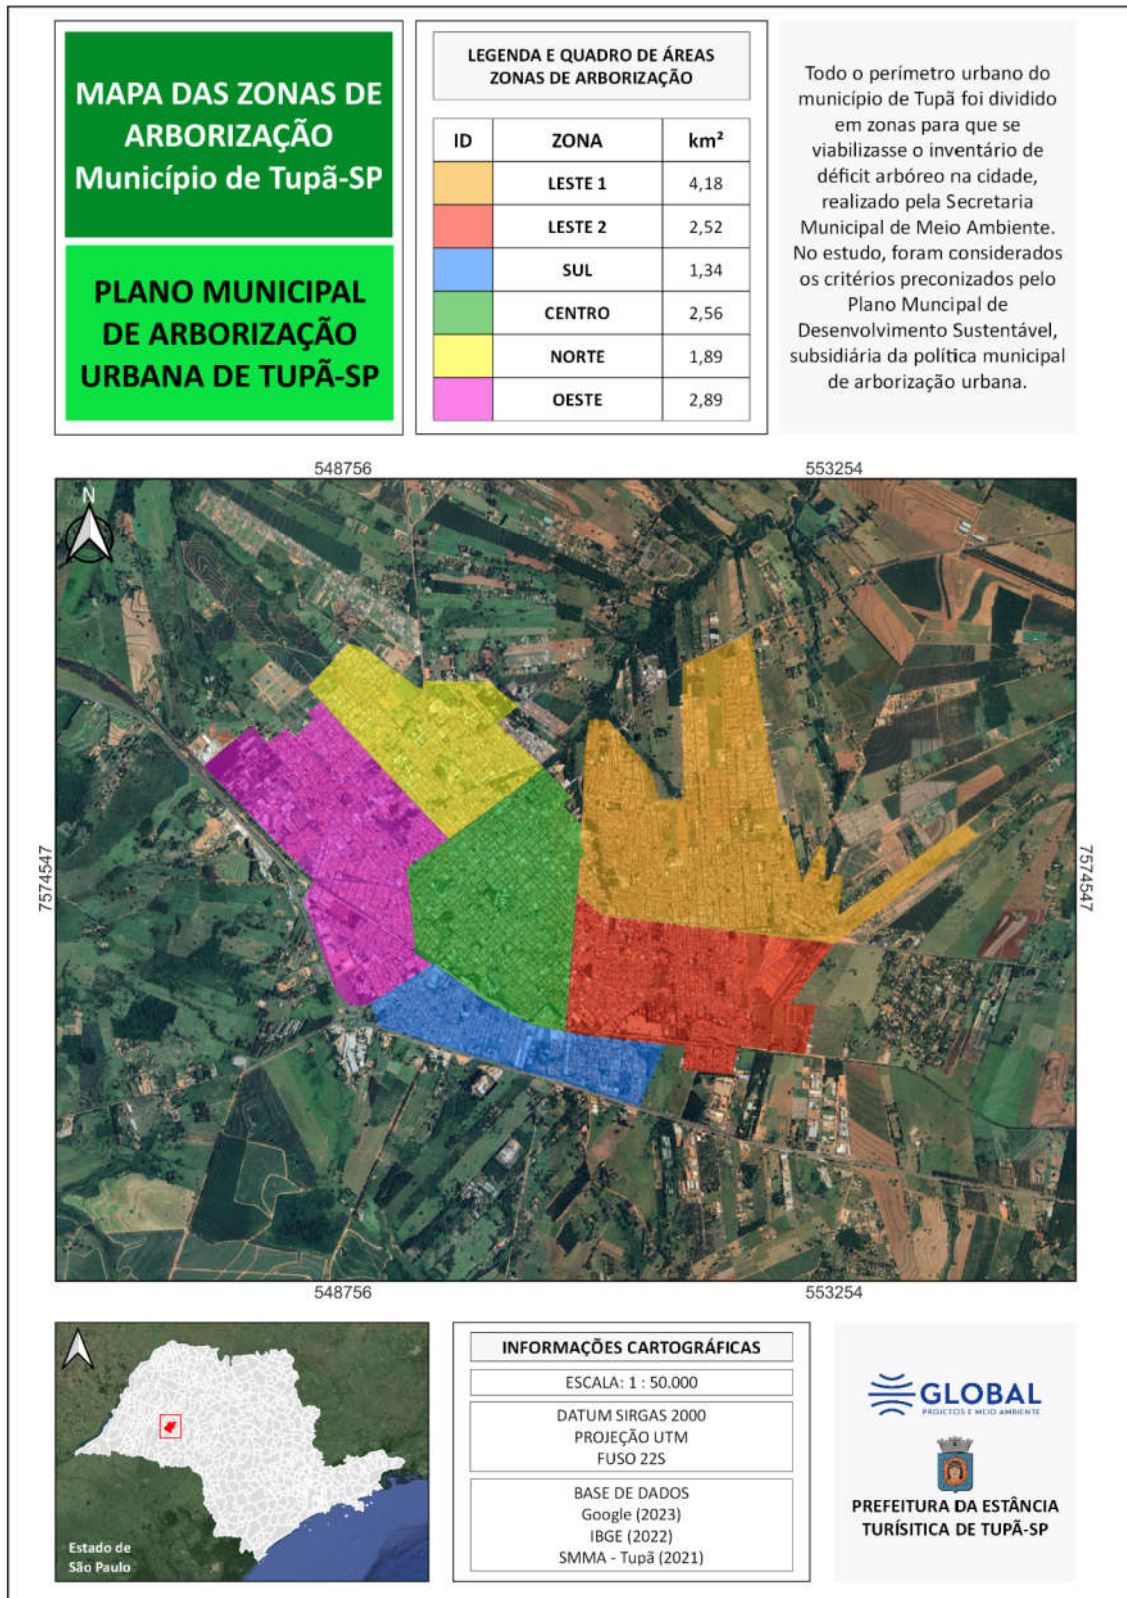 MAPA DAS ZONAS DE
ARBORIZAÇÃO
Município de Tupã-SP
PLANO MUNICIPAL
DE ARBORIZAÇÃO
URBANA DE TUPÃ-SP
LEGENDA E QUADRO DE ÁREAS
ZONAS DE ARBORIZAÇÃO
ID ZONA km²
LESTE 1 4,18
LESTE 2 2,52
SUL 1,34
CENTRO 2,56
NORTE 1,89
OESTE 2,89
Todo o perímetro urbano do
município de Tupã foi dividido
em zonas para que se
viabilizasse o inventário de
déficit arbóreo na cidade,
realizado pela Secretaria
Municipal de Meio Ambiente.
No estudo, foram considerados
os critérios preconizados pelo
Plano Muncipal de
Desenvolvimento Sustentável,
subsidiária da política municipal
de arborização urbana.
548756 553254
N
7574547 7574547
548756 553254
Estado de
São Paulo
INFORMAÇÕES CARTOGRÁFICAS
ESCALA: 1 : 50.000
DATUM SIRGAS 2000
PROJEÇÃO UTM
FUSO 22S
BASE DE DADOS
Google (2023)
IBGE (2022)
SMMA - Tupã (2021)
GLOBAL
PROJETOS E MEIO AMBIENTE
PREFEITURA DA ESTÂNCIA
TURÍSITICA DE TUPÃ-SP